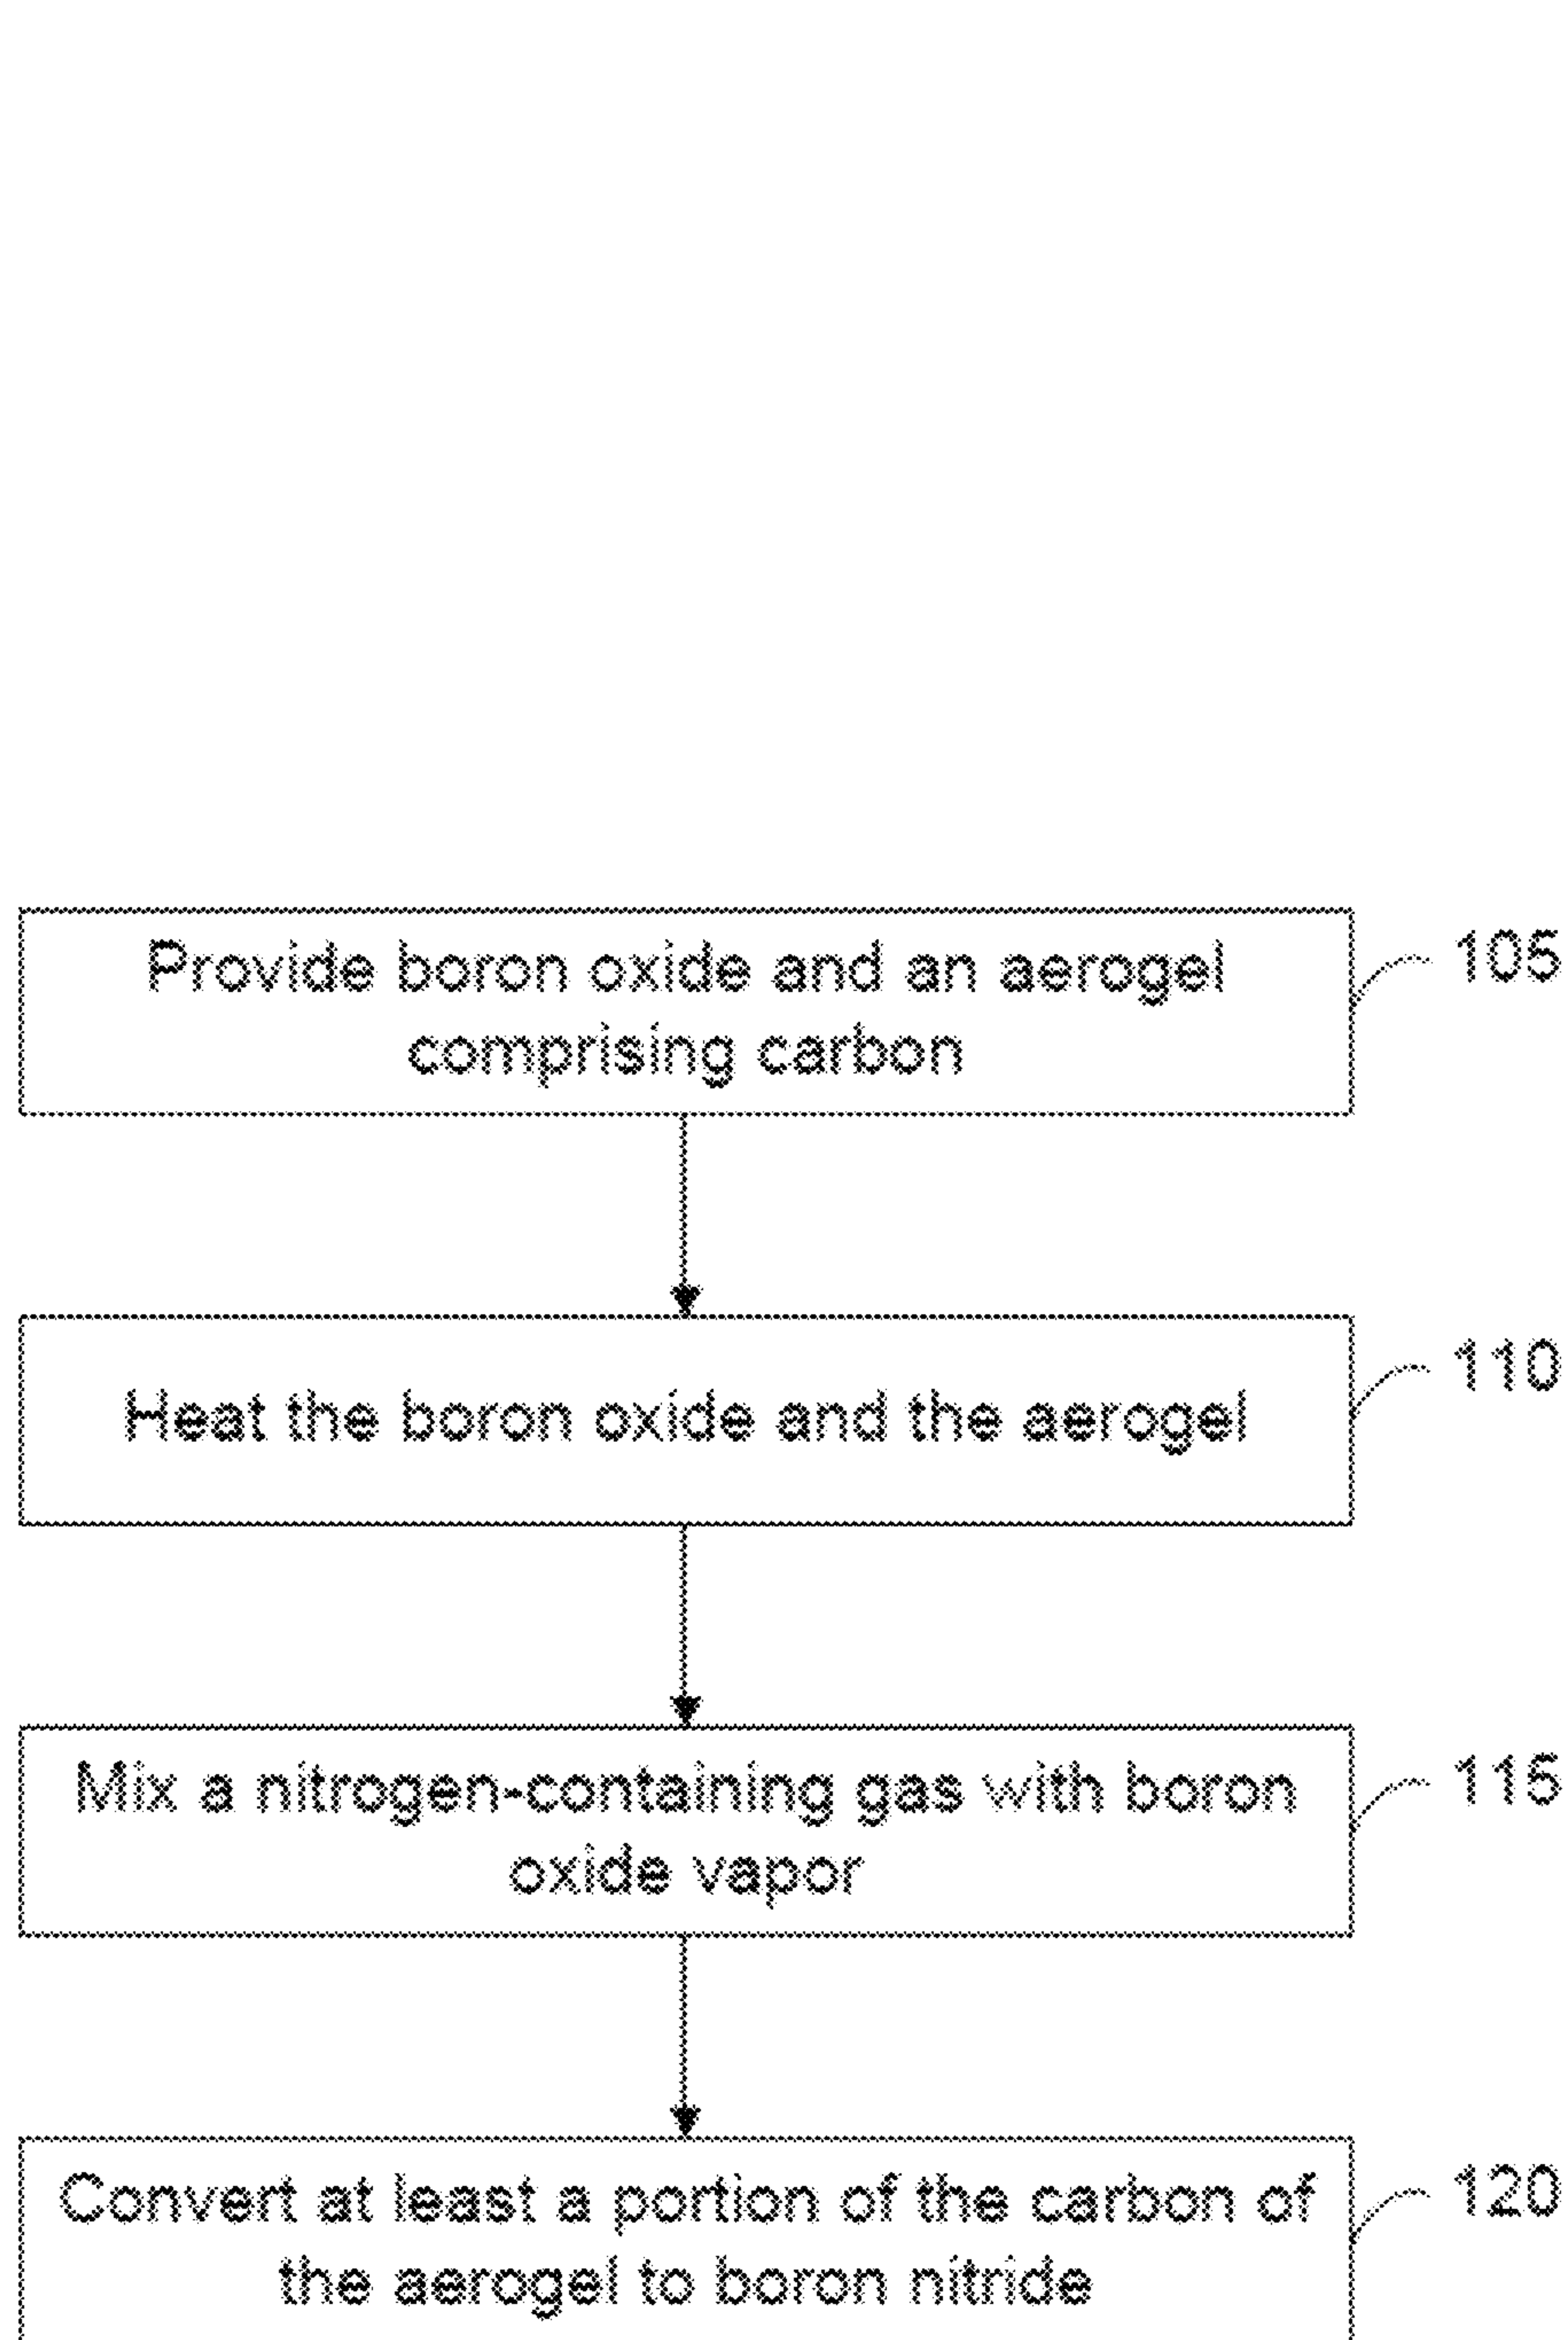 Provide boron oxide and an aerogel
comprising carbon
105
Heat the boron oxide and the aerogel
110
Mix a nitrogen-containing gas with boron
oxide vapor
115
Convert at least a portion of the carbon of
the aerogel to boron nitride
120